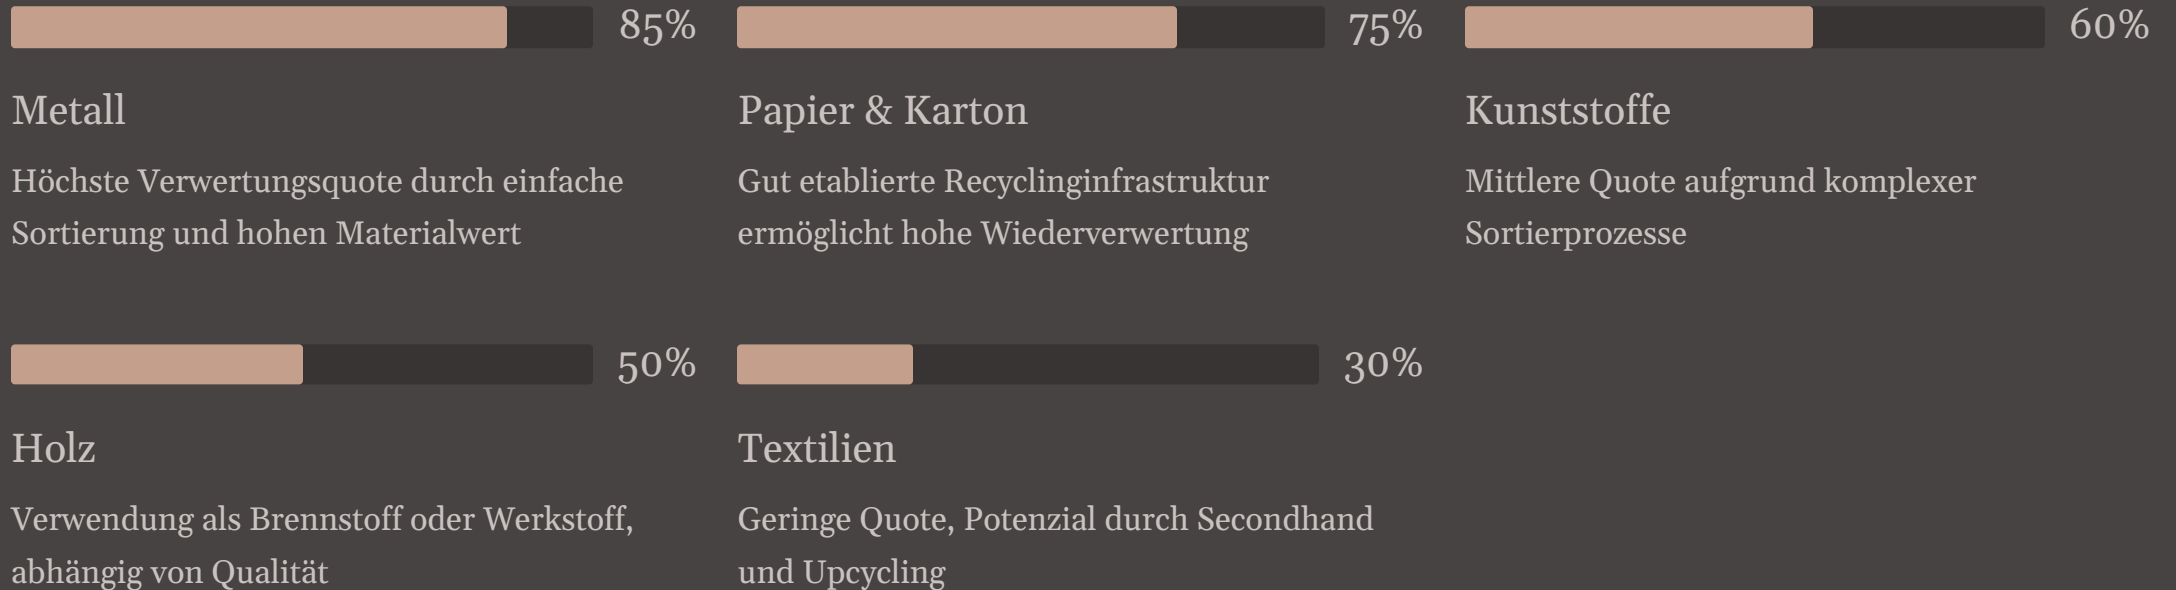 85%
Metall
Höchste Verwertungsquote durch einfache
Sortierung und hohen Materialwert
75%
Papier & Karton
Gut etablierte Recyclinginfrastruktur
ermöglicht hohe Wiederverwertung
60%
Kunststoffe
Mittlere Quote aufgrund komplexer
Sortierprozesse
50%
Holz
Verwendung als Brennstoff oder Werkstoff,
abhängig von Qualität
30%
Textilien
Geringe Quote, Potenzial durch Secondhand
und Upcycling